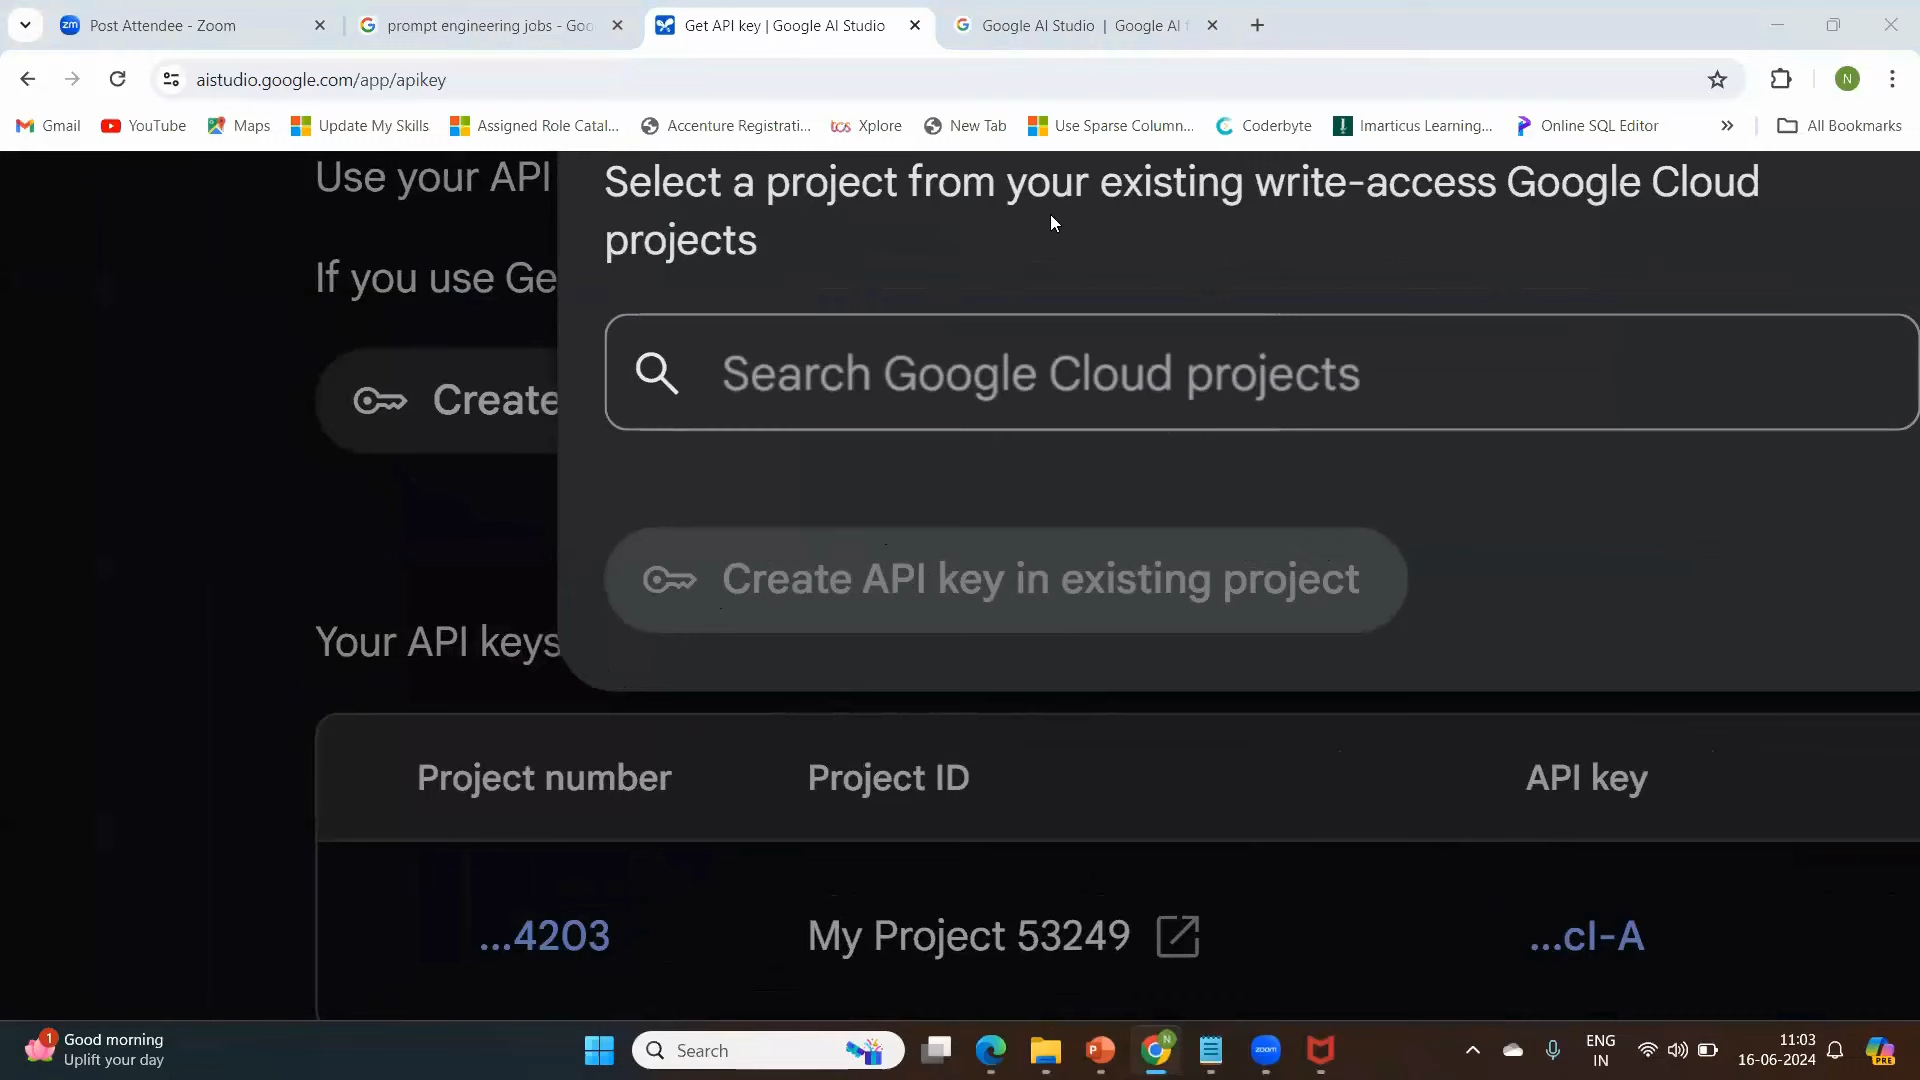 Post Attendee - Zoom
prompt engineering jobs - Goo
Get API key | Google AI Studio
Google AI Studio | Google AI f
aistudio.google.com/app/apikey
N
Gmail
YouTube
Maps
Update My Skills
Assigned Role Catal...
Accenture Registrati...
tcs Xplore
New Tab
Use Sparse Column...
Coderbyte
Imarticus Learning...
Online SQL Editor
All Bookmarks
Use your API
If you use Ge
Create
Your API keys
Select a project from your existing write-access Google Cloud
projects
Search Google Cloud projects
Create API key in existing project
Project number
Project ID
API key
...4203
My Project 53249
...cl-A
1
Good morning
Uplift your day
Search
N
zoom
ENG
IN
11:03
16-06-2024
PRE